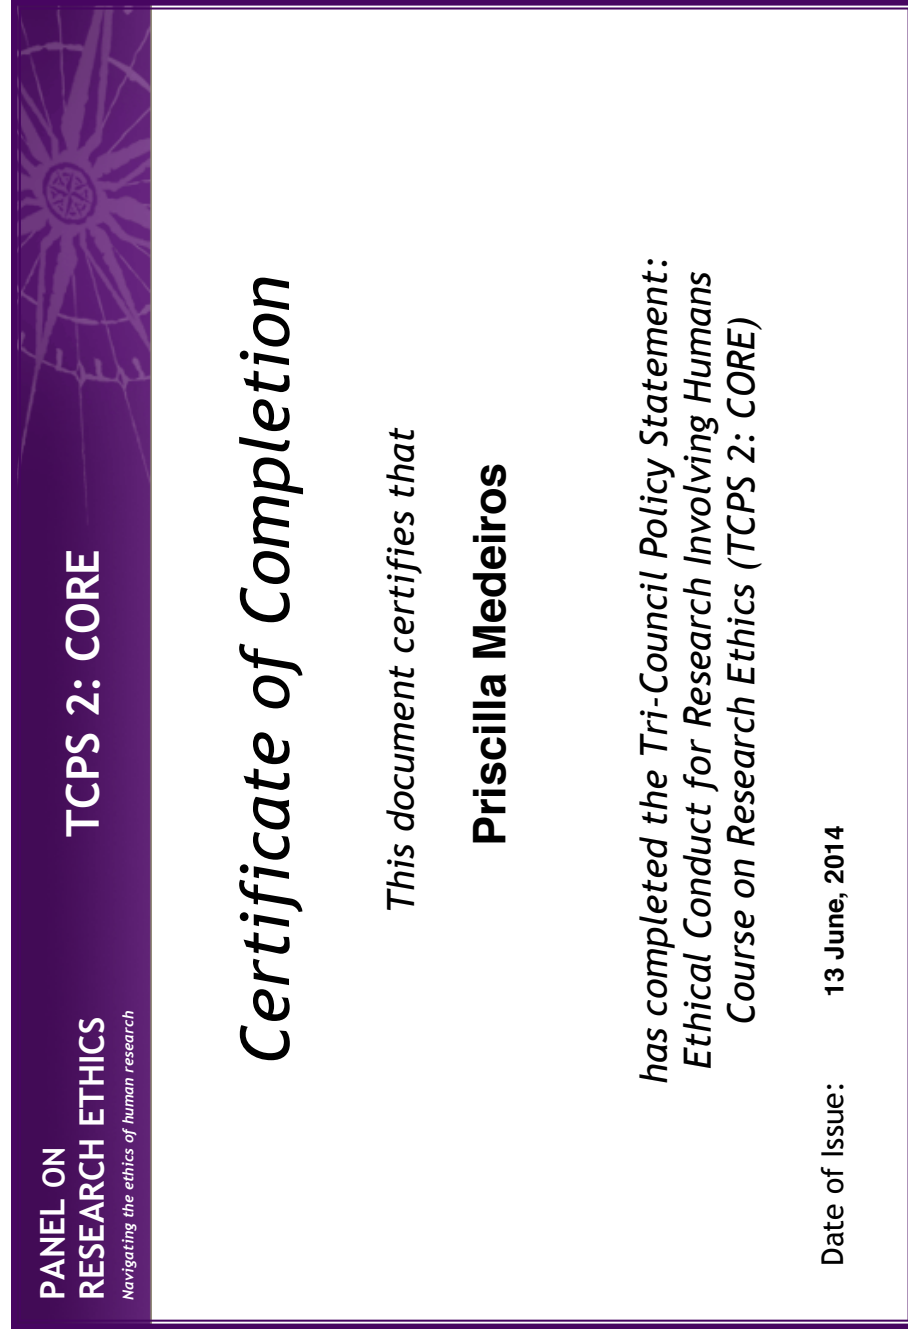 PANEL ON
RESEARCH ETHICS
Navigating the ethics of human research
TCPS 2: CORE
Certificate of Completion
This document certifies that
Priscilla Medeiros
has completed the Tri-Council Policy Statement:
Ethical Conduct for Research Involving Humans
Course on Research Ethics (TCPS 2: CORE)
Date of Issue: 13 June, 2014